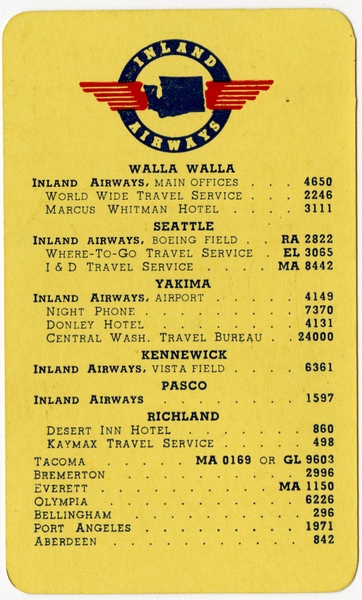 INLAND
AIRWAYS
WALLA WALLA
INLAND AIRWAYS, MAIN OFFICES . . . 4650
WORLD WIDE TRAVEL SERVICE . . . 2246
MARCUS WHITMAN HOTEL . . . 3111
SEATTLE
INLAND AIRWAYS, BOEING FIELD . . RA 2822
WHERE-TO-GO TRAVEL SERVICE EL 3065
I & D TRAVEL SERVICE . . . . MA 8442
YAKIMA
INLAND AIRWAYS, AIRPORT . . . . 4149
NIGHT PHONE . . . . . . . 7370
DONLEY HOTEL . . . . . . 4131
CENTRAL WASH. TRAVEL BUREAU . . 24000
KENNEWICK
INLAND AIRWAYS, VISTA FIELD . . . 6361
PASCO
INLAND AIRWAYS . . . . . . 1597
RICHLAND
DESERT INN HOTEL . . . . . 860
KAYMAX TRAVEL SERVICE . . . . 498
TACOMA . . . . . MA 0169 OR GL 9603
BREMERTON . . . . . . . . 2996
EVERETT . . . . . . . . MA 1150
OLYMPIA . . . . . . . . . 6226
BELLINGHAM . . . . . . . . 296
PORT ANGELES . . . . . . . 1971
ABERDEEN . . . . . . . . . 842